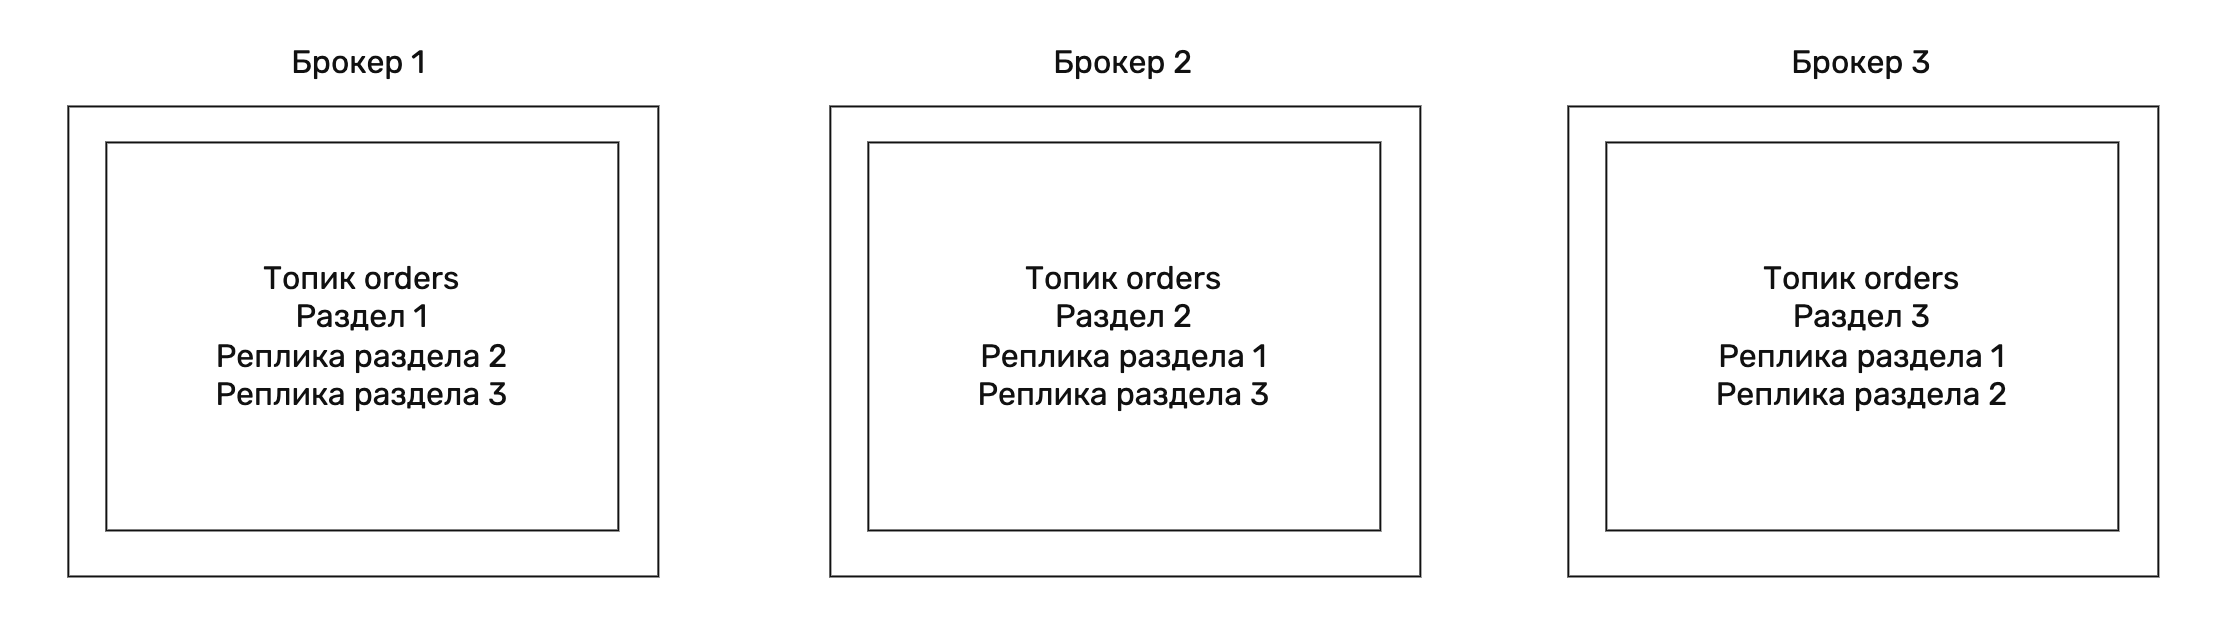 Брокер 1
Топик orders
Раздел 1
Реплика раздела 2
Реплика раздела 3
Брокер 2
Топик orders
Раздел 2
Реплика раздела 1
Реплика раздела 3
Брокер 3
Топик orders
Раздел 3
Реплика раздела 1
Реплика раздела 2